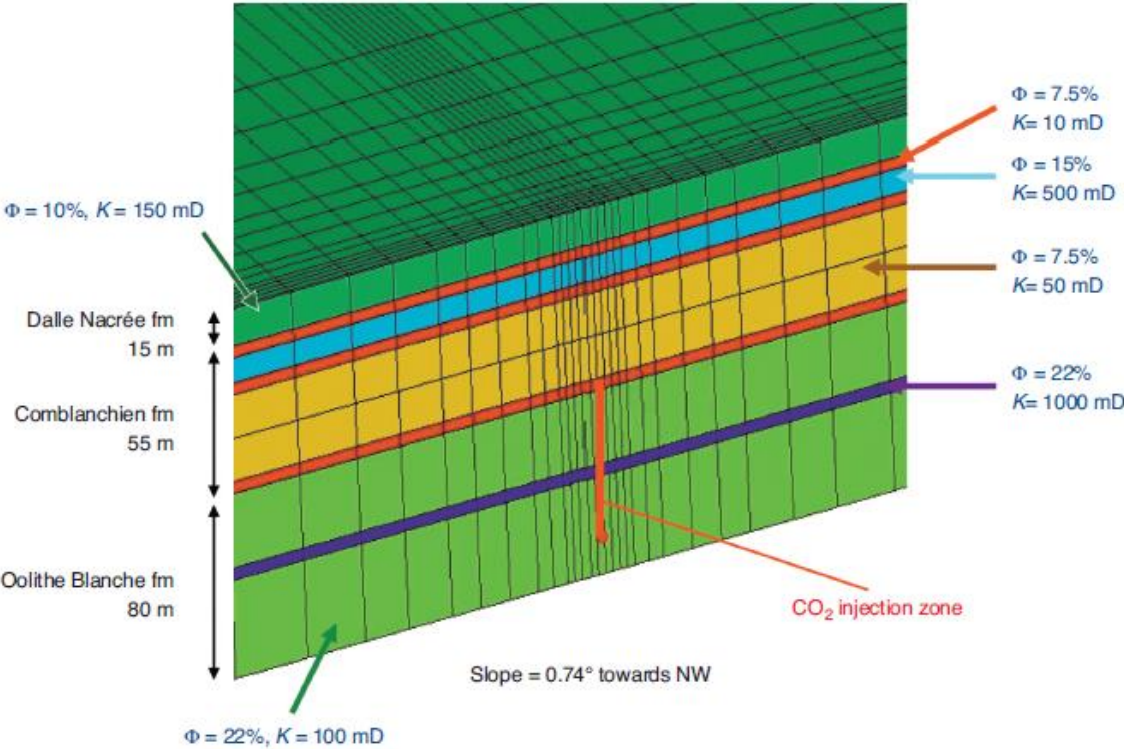 Φ = 7.5%
K= 10 mD
Φ = 15%
K= 500 mD
Φ = 10%, K = 150 mD
Φ = 7.5%
K= 50 mD
Dalle Nacrée fm
15 m
Φ = 22%
K= 1000 mD
Comblanchien fm
55 m
Oolithe Blanche fm
80 m
CO₂ injection zone
Slope = 0.74° towards NW
Φ = 22%, K = 100 mD